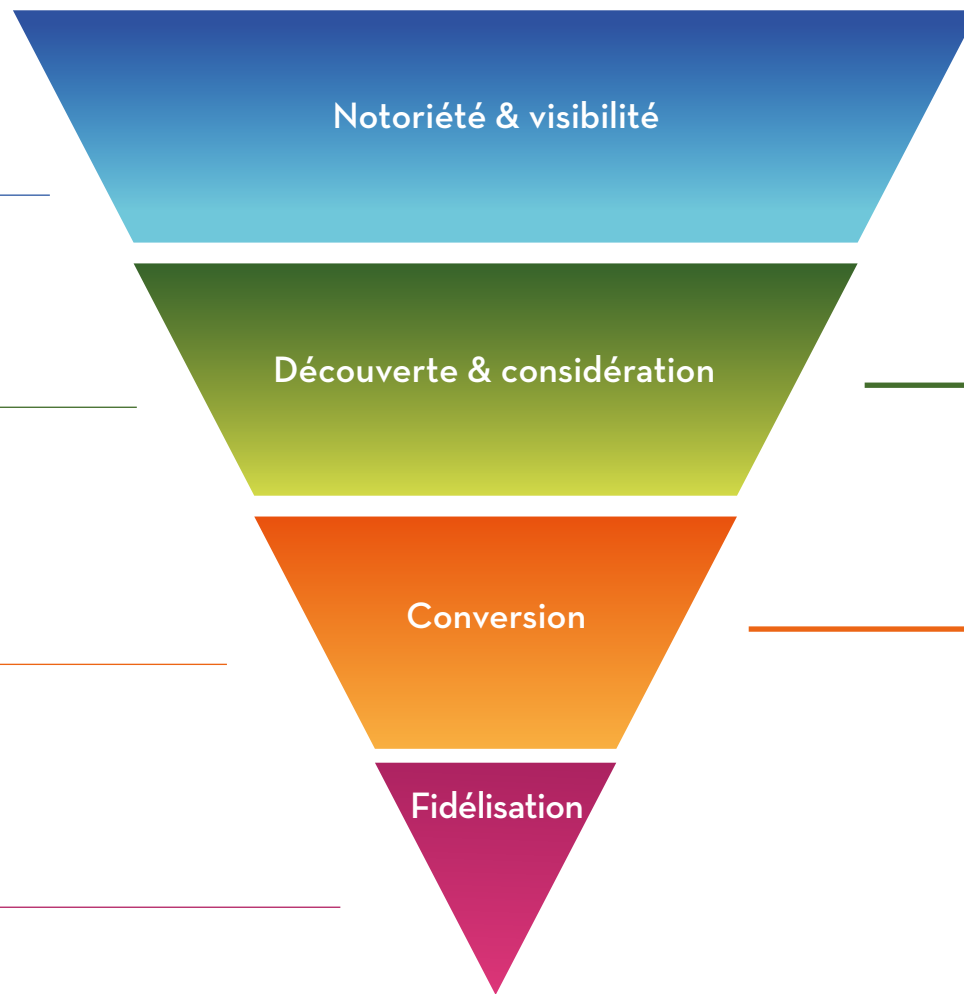 Notoriété & visibilité
Découverte & considération
Conversion
Fidélisation